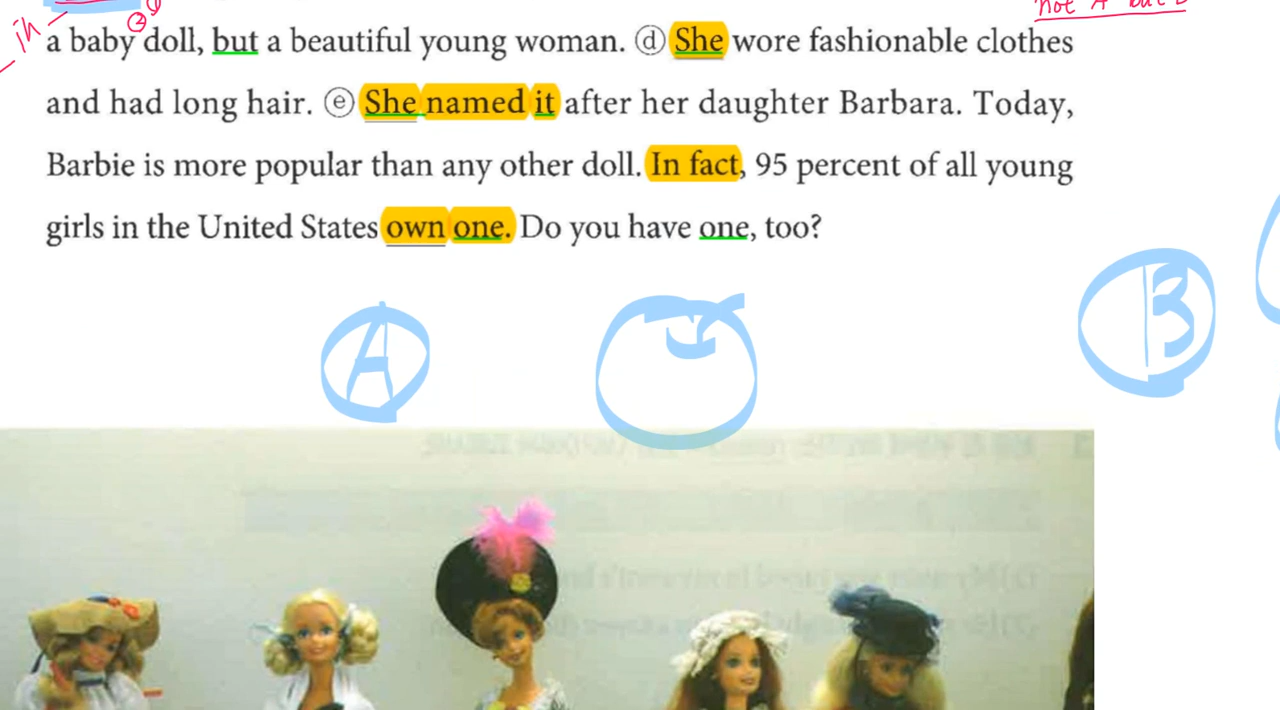 in ② ① not A but B
a baby doll, but a beautiful young woman. ⓓ She wore fashionable clothes
and had long hair. ⓔ She named it after her daughter Barbara. Today,
Barbie is more popular than any other doll. In fact, 95 percent of all young
girls in the United States own one. Do you have one, too?
A B